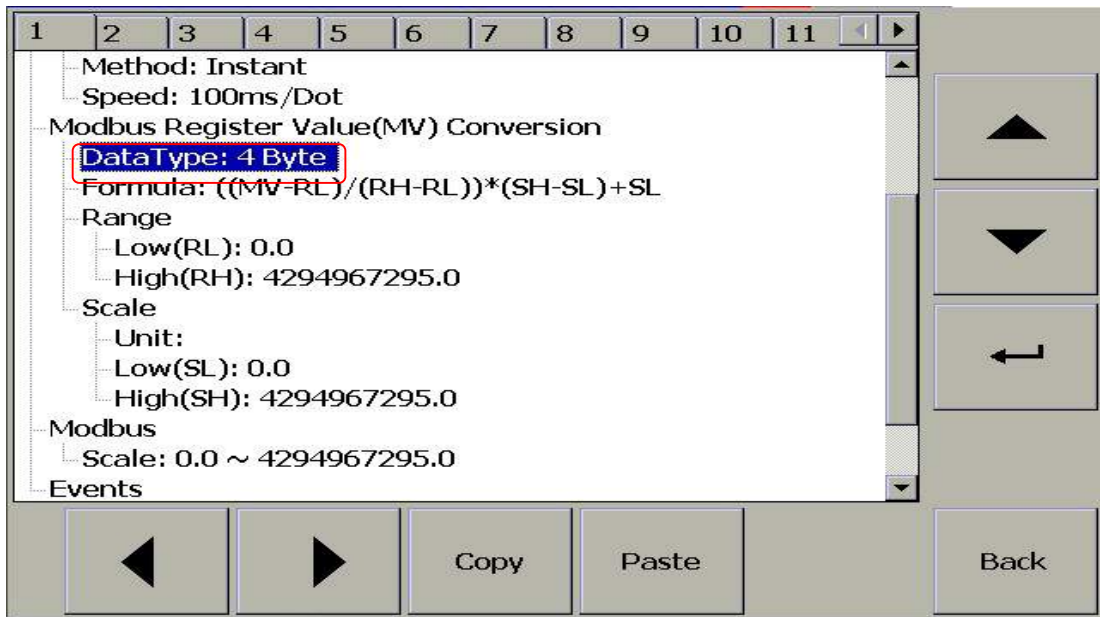 1 2 3 4 5 6 7 8 9 10 11
Method: Instant
Speed: 100ms/Dot
Modbus Register Value(MV) Conversion
DataType: 4 Byte
Formula: ((MV-RL)/(RH-RL))*(SH-SL)+SL
Range
Low(RL): 0.0
High(RH): 4294967295.0
Scale
Unit:
Low(SL): 0.0
High(SH): 4294967295.0
Modbus
Scale: 0.0 ~ 4294967295.0
Events
Copy Paste Back